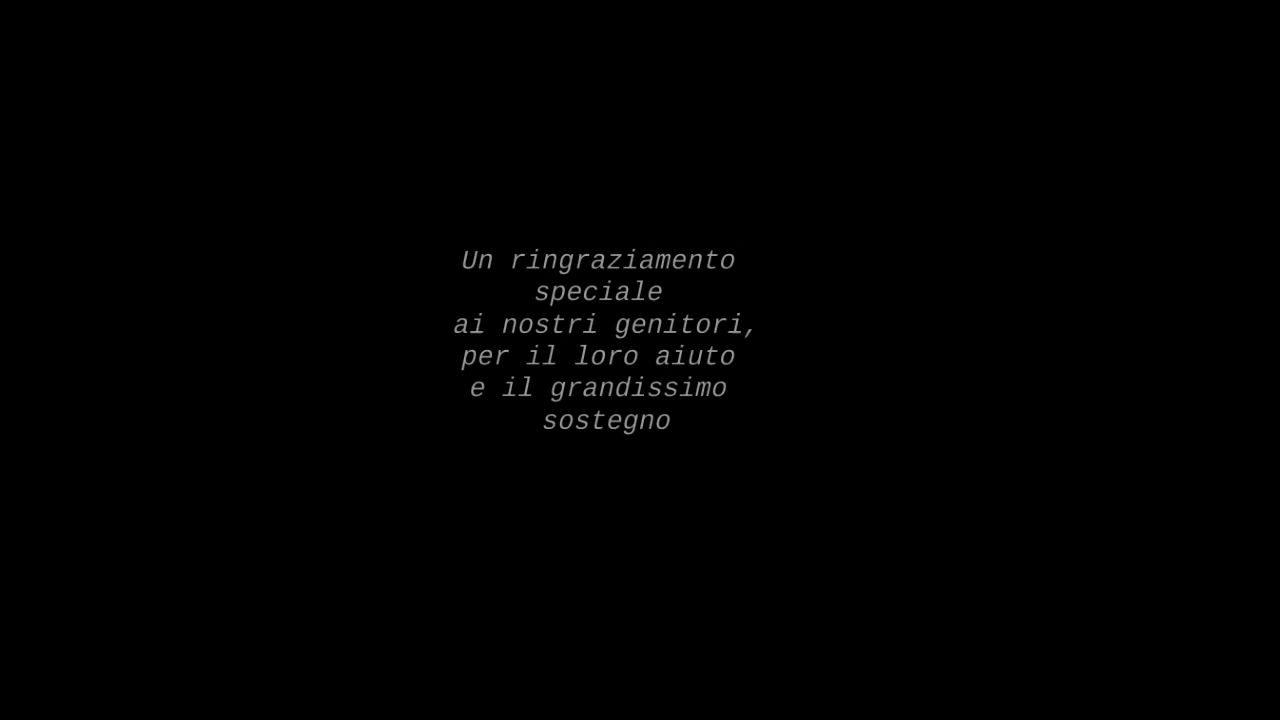 Un ringraziamento
speciale
ai nostri genitori,
per il loro aiuto
e il grandissimo
sostegno